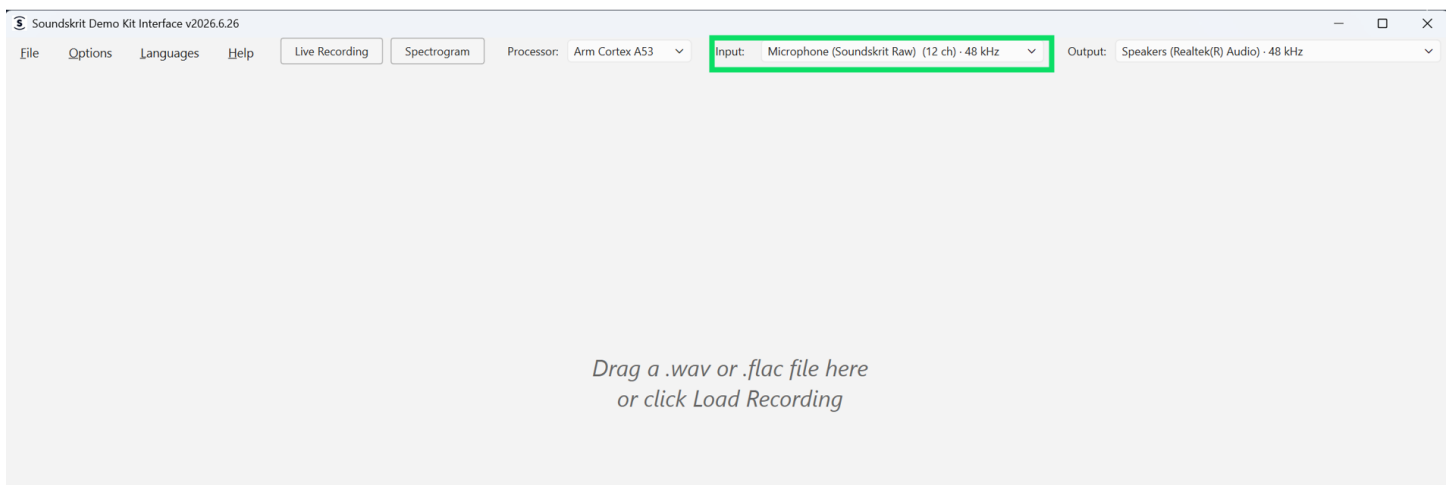 Soundskrit Demo Kit Interface v2026.6.26
File Options Languages Help Live Recording Spectrogram Processor: Arm Cortex A53 Input: Microphone (Soundskrit Raw) (12 ch) · 48 kHz Output: Speakers (Realtek(R) Audio) · 48 kHz
Drag a .wav or .flac file here
or click Load Recording